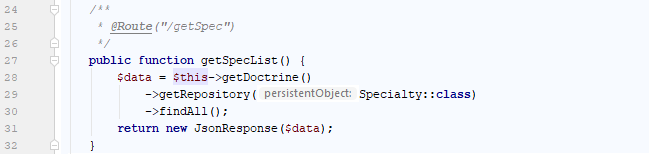 24 /**
25 * @Route("/getSpec")
26 */
27 public function getSpecList() {
28 $data = $this->getDoctrine()
29 ->getRepository( persistentObject: Specialty::class)
30 ->findAll();
31 return new JsonResponse($data);
32 }